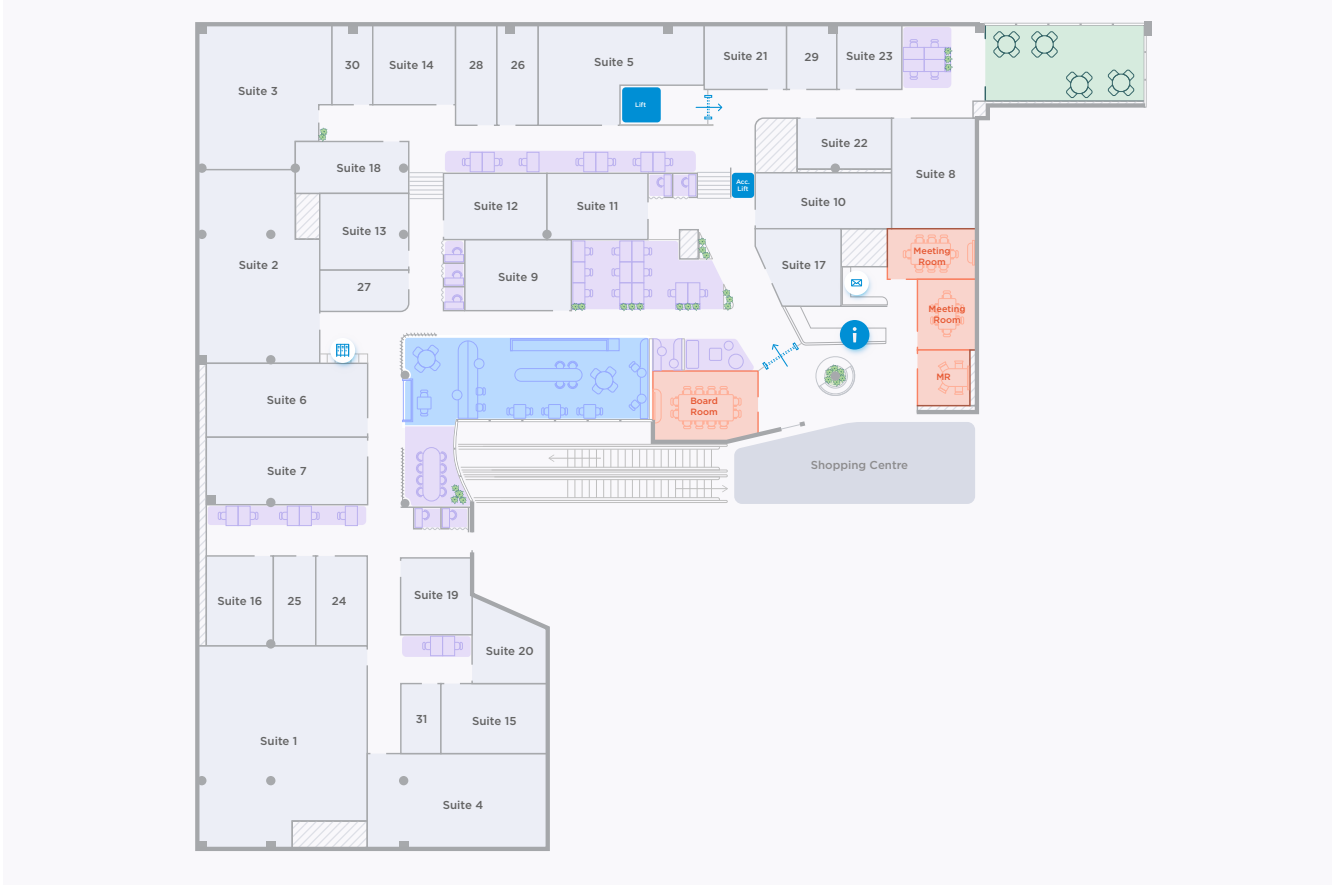 30
Suite 14
28
26
Suite 5
Suite 21
29
Suite 23
Suite 3
Lift
Suite 22
Suite 18
Suite 8
Acc.
Lift
Suite 12
Suite 11
Suite 10
Suite 13
Meeting
Room
Suite 2
Suite 17
Suite 9
27
Meeting
Room
i
MR
Suite 6
Board
Room
Suite 7
Shopping Centre
Suite 16
25
24
Suite 19
Suite 20
31
Suite 15
Suite 1
Suite 4